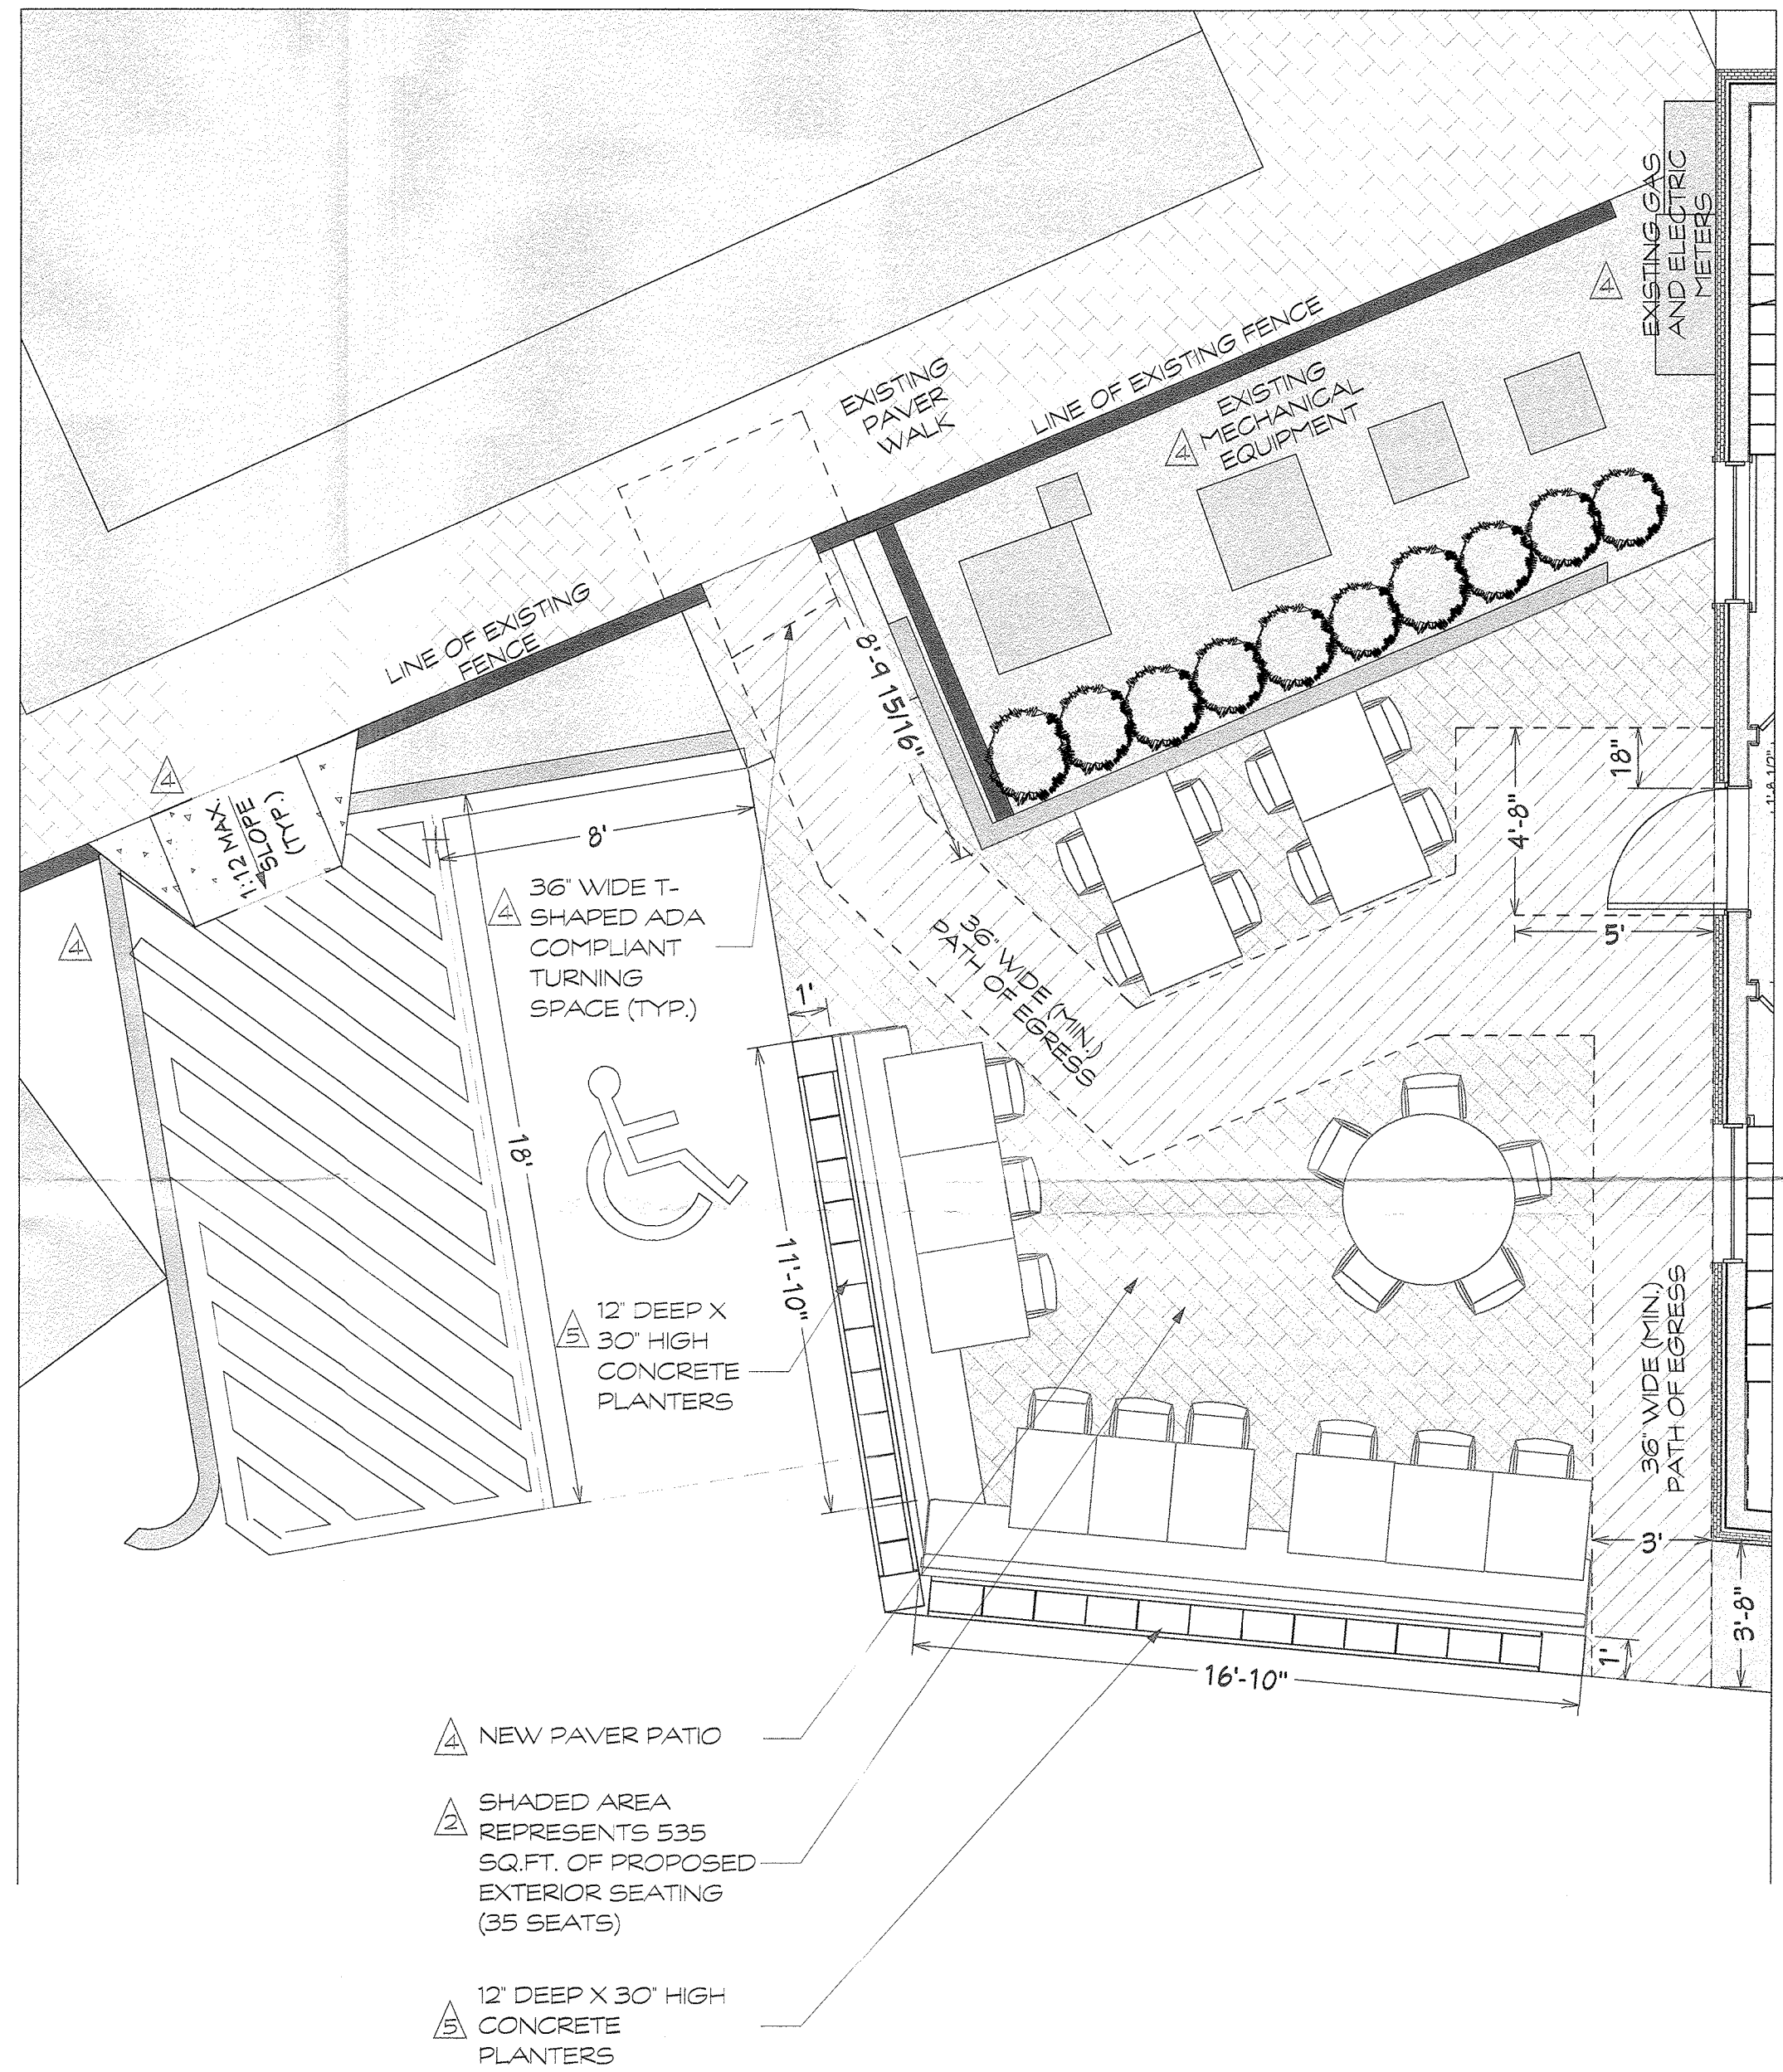 EXISTING GAS
AND ELECTRIC
METERS
4
EXISTING
PAVER
WALK
LINE OF EXISTING FENCE
4
EXISTING
MECHANICAL
EQUIPMENT
LINE OF EXISTING
FENCE
8'-9 15/16"
4
1:12 MAX.
SLOPE
(TYP.)
4
8'
4
36" WIDE T-
SHAPED ADA
COMPLIANT
TURNING
SPACE (TYP.)
18"
4'-8"
5'
36" WIDE (MIN.)
PATH OF EGRESS
1'
18'
11'-10"
5
12" DEEP X
30" HIGH
CONCRETE
PLANTERS
36" WIDE (MIN.)
PATH OF EGRESS
3'
3'-8"
1'
16'-10"
4
NEW PAVER PATIO
2
SHADED AREA
REPRESENTS 535
SQ.FT. OF PROPOSED
EXTERIOR SEATING
(35 SEATS)
5
12" DEEP X 30" HIGH
CONCRETE
PLANTERS